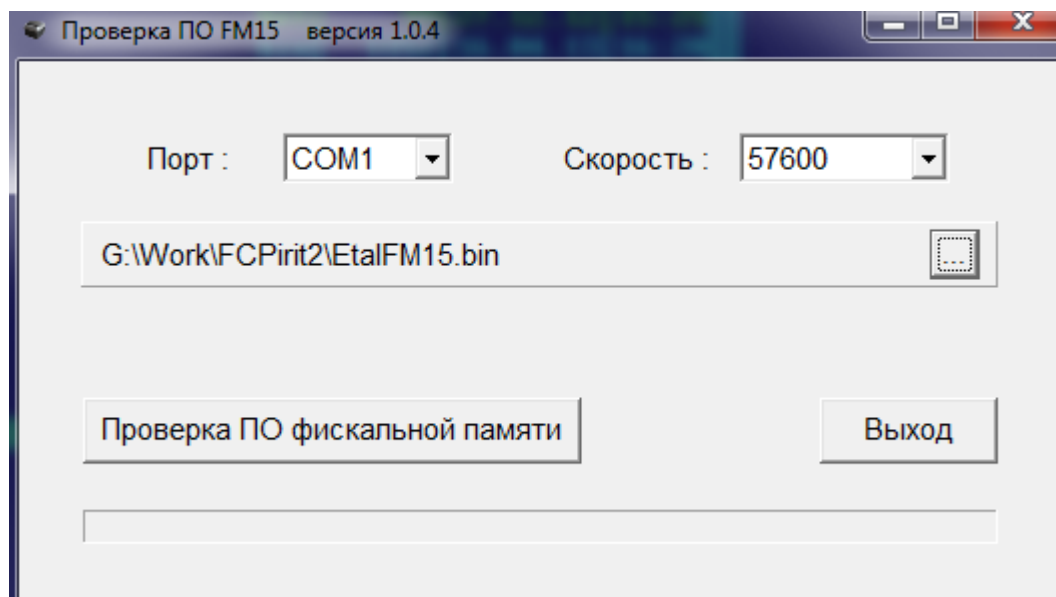 Проверка ПО FM15 версия 1.0.4
Порт : COM1 Скорость : 57600
G:\Work\FCPirit2\EtalFM15.bin ...
Проверка ПО фискальной памяти Выход